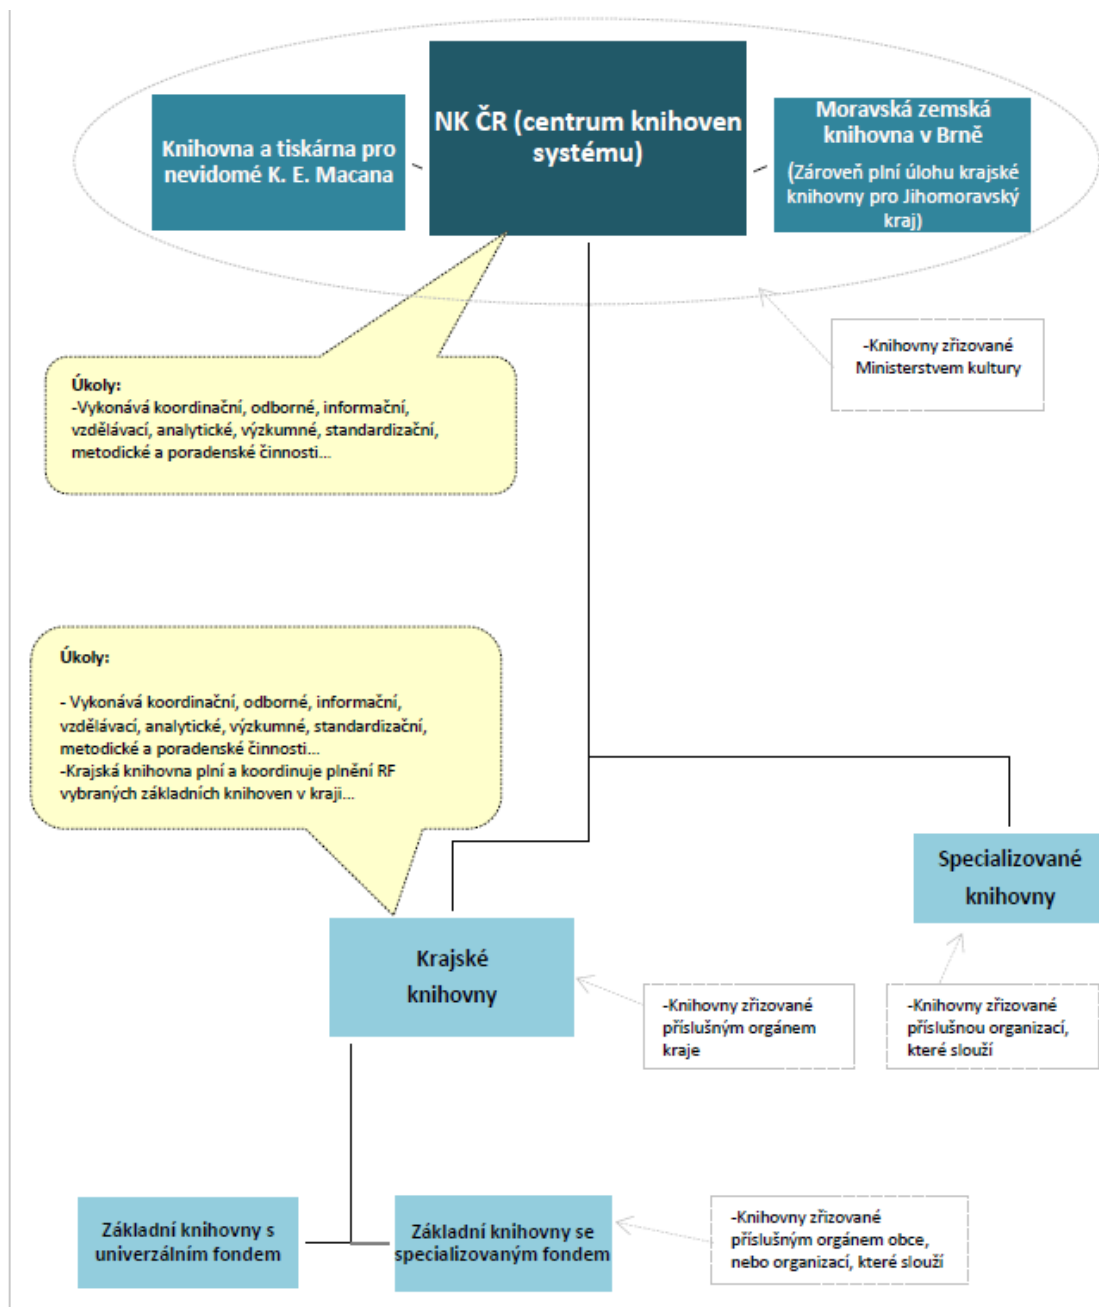 Knihovna a tiskárna pro
nevidomé K. E. Macana
NK ČR (centrum knihoven
systému)
Moravská zemská
knihovna v Brně
(Zároveň plní úlohu krajské
knihovny pro Jihomoravský
kraj)
-Knihovny zřizované
Ministerstvem kultury
Úkoly:
-Vykonává koordinační, odborné, informační,
vzdělávací, analytické, výzkumné, standardizační,
metodické a poradenské činnosti...
Úkoly:
- Vykonává koordinační, odborné, informační,
vzdělávací, analytické, výzkumné, standardizační,
metodické a poradenské činnosti...
-Krajská knihovna plní a koordinuje plnění RF
vybraných základních knihoven v kraji...
Specializované
knihovny
Krajské
knihovny
-Knihovny zřizované
příslušným orgánem
kraje
-Knihovny zřizované
příslušnou organizací,
které slouží
Základní knihovny s
univerzálním fondem
Základní knihovny se
specializovaným fondem
-Knihovny zřizované
příslušným orgánem obce,
nebo organizací, které slouží